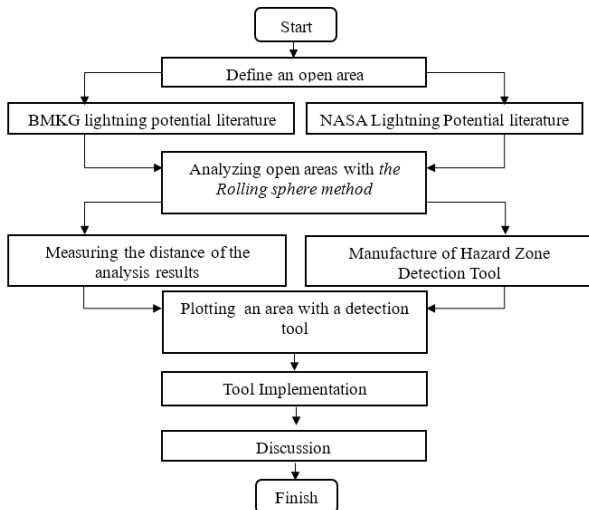 Start
Define an open area
BMKG lightning potential literature
NASA Lightning Potential literature
Analyzing open areas with the
Rolling sphere method
Measuring the distance of the
analysis results
Manufacture of Hazard Zone
Detection Tool
Plotting an area with a detection
tool
Tool Implementation
Discussion
Finish